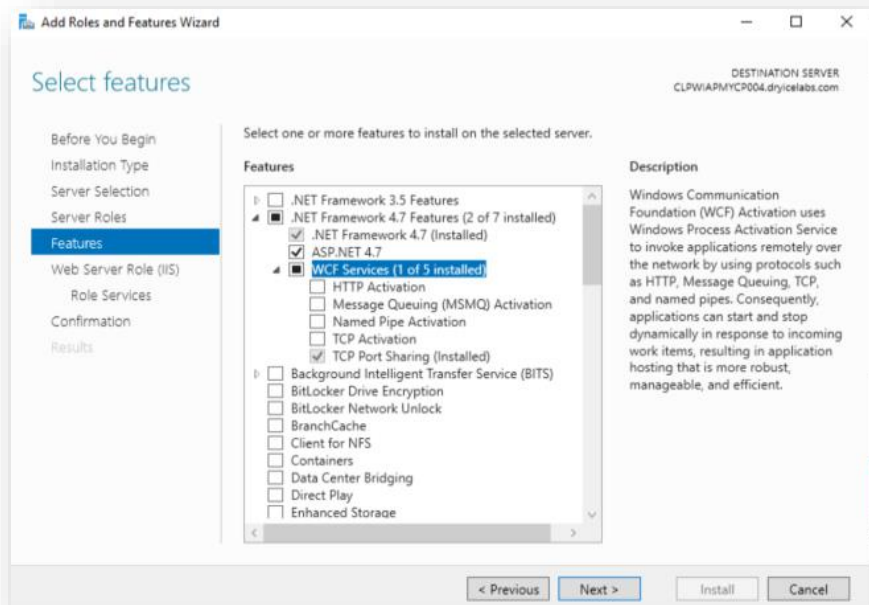 Add Roles and Features Wizard
Select features
DESTINATION SERVER
CLPWIAPMYCP004.dryicelabs.com
Before You Begin
Installation Type
Server Selection
Server Roles
Features
Web Server Role (IIS)
Role Services
Confirmation
Results
Select one or more features to install on the selected server.
Features
.NET Framework 3.5 Features
.NET Framework 4.7 Features (2 of 7 installed)
.NET Framework 4.7 (Installed)
ASP.NET 4.7
WCF Services (1 of 5 installed)
HTTP Activation
Message Queuing (MSMQ) Activation
Named Pipe Activation
TCP Activation
TCP Port Sharing (Installed)
Background Intelligent Transfer Service (BITS)
BitLocker Drive Encryption
BitLocker Network Unlock
BranchCache
Client for NFS
Containers
Data Center Bridging
Direct Play
Enhanced Storage
Description
Windows Communication
Foundation (WCF) Activation uses
Windows Process Activation Service
to invoke applications remotely over
the network by using protocols such
as HTTP, Message Queuing, TCP,
and named pipes. Consequently,
applications can start and stop
dynamically in response to incoming
work items, resulting in application
hosting that is more robust,
manageable, and efficient.
< Previous
Next >
Install
Cancel